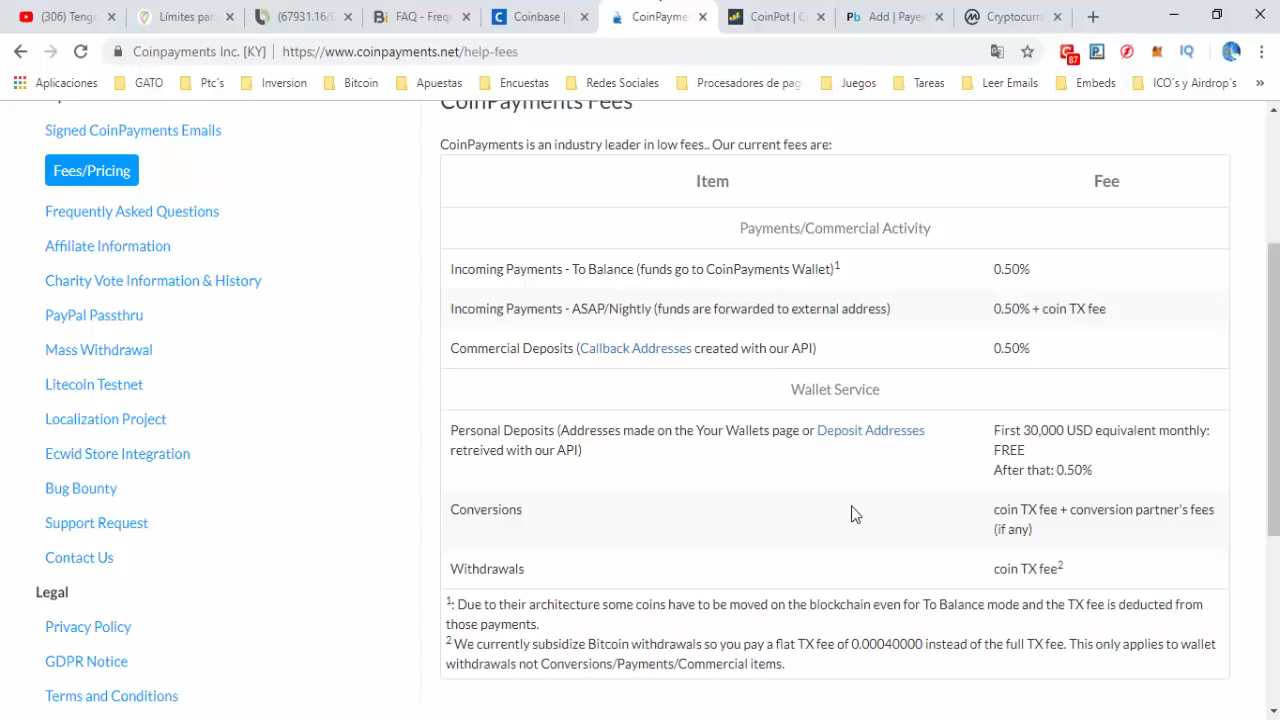 (306) Teng
Límites pa
(67931.16/
FAQ - Freq
Coinbase |
CoinPayme
CoinPot | C
Add | Paye
Cryptocurr
Coinpayments Inc. [KY] https://www.coinpayments.net/help-fees
87
Aplicaciones GATO Ptc´s Inversion Bitcoin Apuestas Encuestas Redes Sociales Procesadores de pag Juegos Tareas Leer Emails Embeds ICO´s y Airdrop´s »
Signed CoinPayments Emails
Fees/Pricing
Frequently Asked Questions
Affiliate Information
Charity Vote Information & History
PayPal Passthru
Mass Withdrawal
Litecoin Testnet
Localization Project
Ecwid Store Integration
Bug Bounty
Support Request
Contact Us
Legal
Privacy Policy
GDPR Notice
Terms and Conditions
CoinPayments Fees
CoinPayments is an industry leader in low fees.. Our current fees are:
Item Fee
Payments/Commercial Activity
Incoming Payments - To Balance (funds go to CoinPayments Wallet)1 0.50%
Incoming Payments - ASAP/Nightly (funds are forwarded to external address) 0.50% + coin TX fee
Commercial Deposits (Callback Addresses created with our API) 0.50%
Wallet Service
Personal Deposits (Addresses made on the Your Wallets page or Deposit Addresses
retreived with our API)
First 30,000 USD equivalent monthly:
FREE
After that: 0.50%
Conversions
coin TX fee + conversion partner's fees
(if any)
Withdrawals coin TX fee2
1: Due to their architecture some coins have to be moved on the blockchain even for To Balance mode and the TX fee is deducted from
those payments.
2 We currently subsidize Bitcoin withdrawals so you pay a flat TX fee of 0.00040000 instead of the full TX fee. This only applies to wallet
withdrawals not Conversions/Payments/Commercial items.